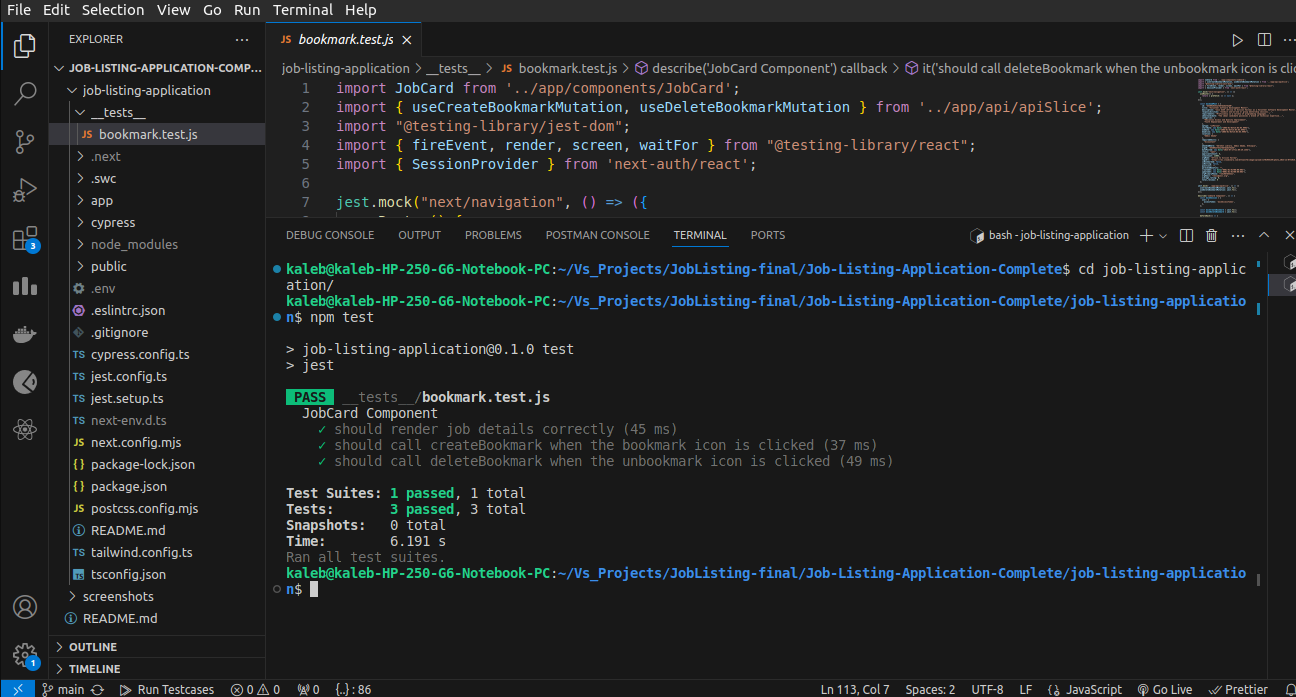 File Edit Selection View Go Run Terminal Help
EXPLORER
JS bookmark.test.js
JOB-LISTING-APPLICATION-COMP...
job-listing-application > __tests__ > JS bookmark.test.js > describe('JobCard Component') callback > it('should call deleteBookmark when the unbookmark icon is clic
job-listing-application
__tests__
JS bookmark.test.js
.next
.swc
app
cypress
node_modules
public
.env
.eslintrc.json
.gitignore
TS cypress.config.ts
TS jest.config.ts
TS jest.setup.ts
TS next-env.d.ts
JS next.config.mjs
{} package-lock.json
{} package.json
JS postcss.config.mjs
README.md
TS tailwind.config.ts
TS tsconfig.json
screenshots
README.md
OUTLINE
TIMELINE
3
1
1 import JobCard from '../app/components/JobCard';
2 import { useCreateBookmarkMutation, useDeleteBookmarkMutation } from '../app/api/apiSlice';
3 import "@testing-library/jest-dom";
4 import { fireEvent, render, screen, waitFor } from "@testing-library/react";
5 import { SessionProvider } from 'next-auth/react';
6
7 jest.mock("next/navigation", () => ({
DEBUG CONSOLE OUTPUT PROBLEMS POSTMAN CONSOLE TERMINAL PORTS bash - job-listing-application
kaleb@kaleb-HP-250-G6-Notebook-PC:~/Vs_Projects/JobListing-final/Job-Listing-Application-Complete$ cd job-listing-applic
ation/
kaleb@kaleb-HP-250-G6-Notebook-PC:~/Vs_Projects/JobListing-final/Job-Listing-Application-Complete/job-listing-applicatio
n$ npm test
> job-listing-application@0.1.0 test
> jest
PASS __tests__/bookmark.test.js
JobCard Component
✓ should render job details correctly (45 ms)
✓ should call createBookmark when the bookmark icon is clicked (37 ms)
✓ should call deleteBookmark when the unbookmark icon is clicked (49 ms)
Test Suites: 1 passed, 1 total
Tests: 3 passed, 3 total
Snapshots: 0 total
Time: 6.191 s
Ran all test suites.
kaleb@kaleb-HP-250-G6-Notebook-PC:~/Vs_Projects/JobListing-final/Job-Listing-Application-Complete/job-listing-applicatio
n$
main Run Testcases 0 0 0 {..} : 86 Ln 113, Col 7 Spaces: 2 UTF-8 LF {} JavaScript Go Live Prettier